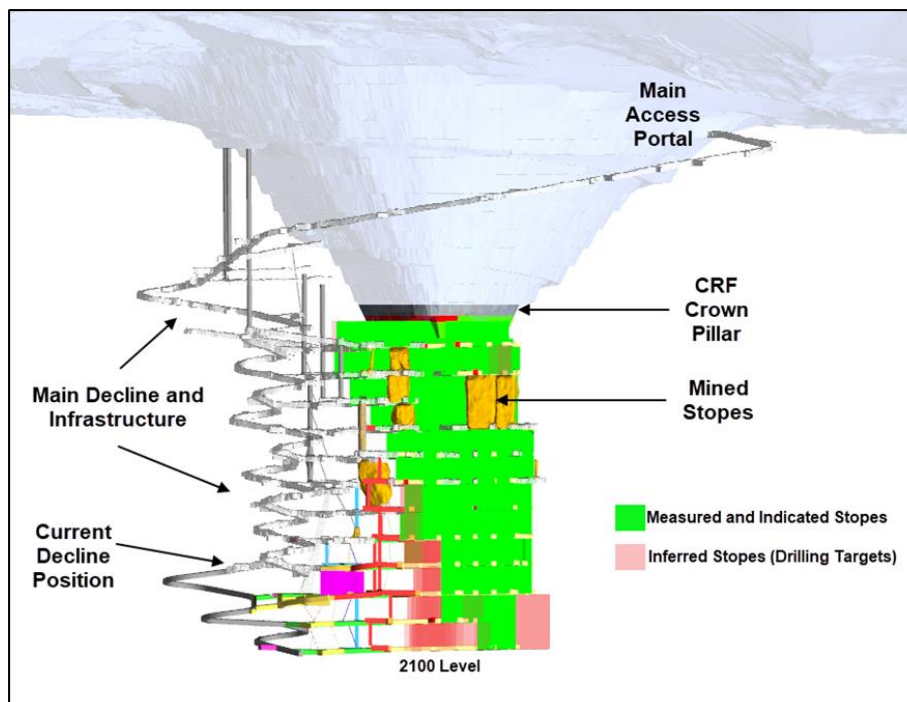 Main
Access
Portal
CRF
Crown
Pillar
Main Decline and
Infrastructure
Mined
Stopes
Current
Decline
Position
Measured and Indicated Stopes
Inferred Stopes (Drilling Targets)
2100 Level